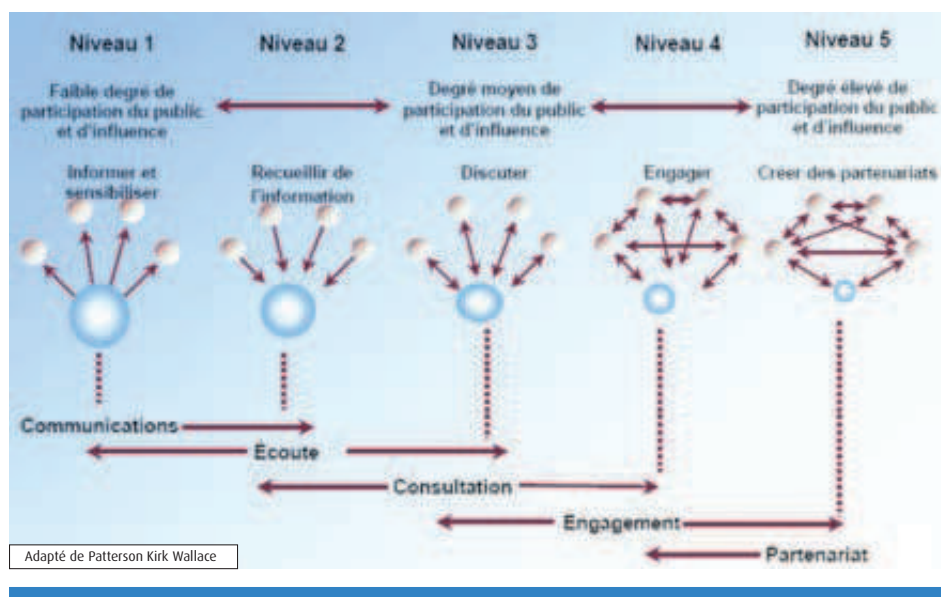 Niveau 1
Niveau 2
Niveau 3
Niveau 4
Niveau 5
Faible degré de
participation du public
et d'influence
Degré moyen de
participation du public
et d'influence
Degré élevé de
participation du public
et d'influence
Informer et
sensibiliser
Recueillir de
l'information
Discuter
Engager
Créer des partenariats
Communications
Écoute
Consultation
Engagement
Partenariat
Adapté de Patterson Kirk Wallace